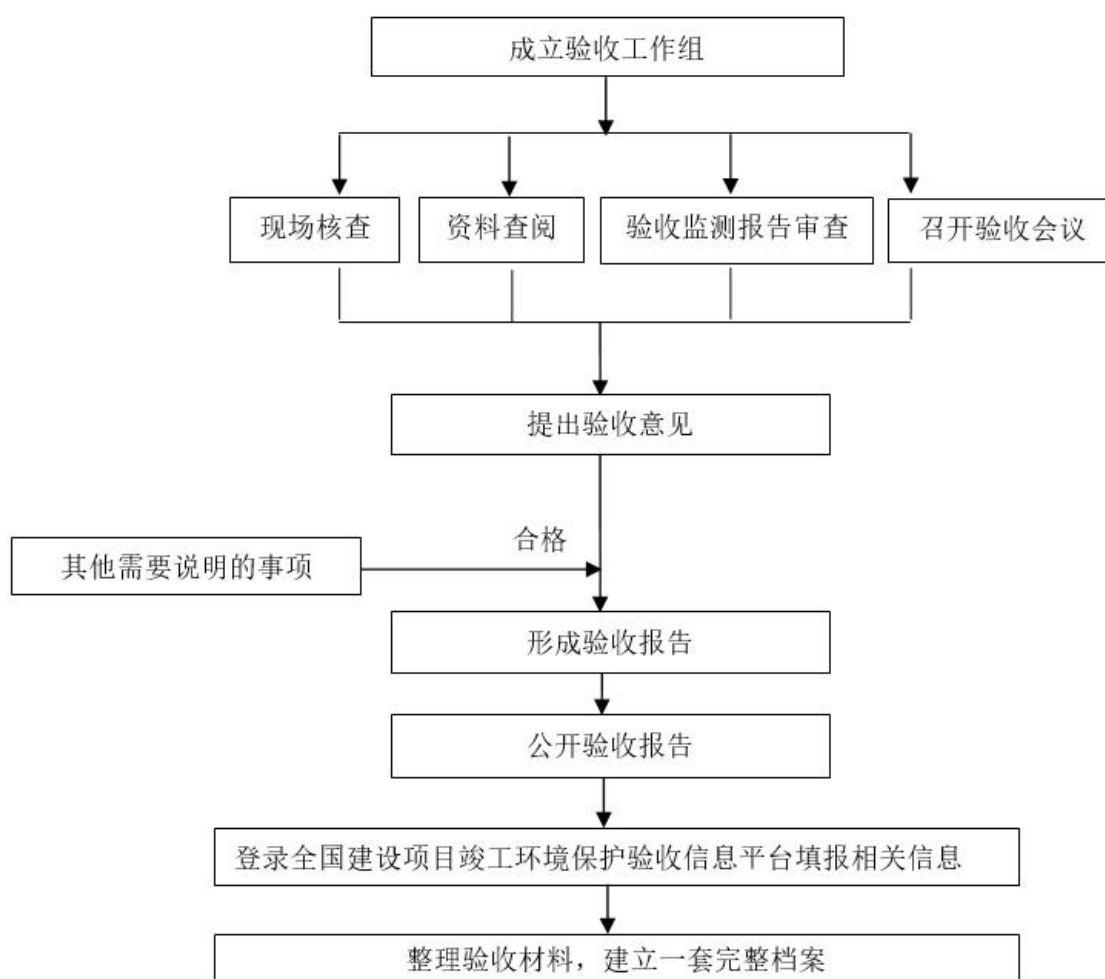 成立验收工作组
现场核查
资料查阅
验收监测报告审查
召开验收会议
提出验收意见
合格
其他需要说明的事项
形成验收报告
公开验收报告
登录全国建设项目竣工环境保护验收信息平台填报相关信息
整理验收材料，建立一套完整档案